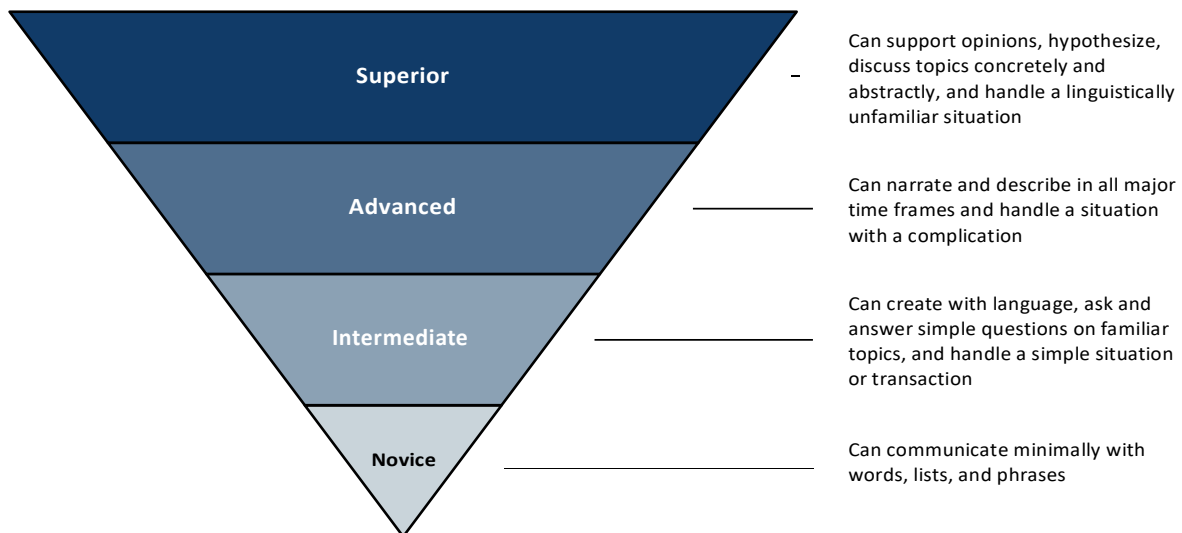 Superior
Can support opinions, hypothesize,
discuss topics concretely and
abstractly, and handle a linguistically
unfamiliar situation
Advanced
Can narrate and describe in all major
time frames and handle a situation
with a complication
Intermediate
Can create with language, ask and
answer simple questions on familiar
topics, and handle a simple situation
or transaction
Novice
Can communicate minimally with
words, lists, and phrases